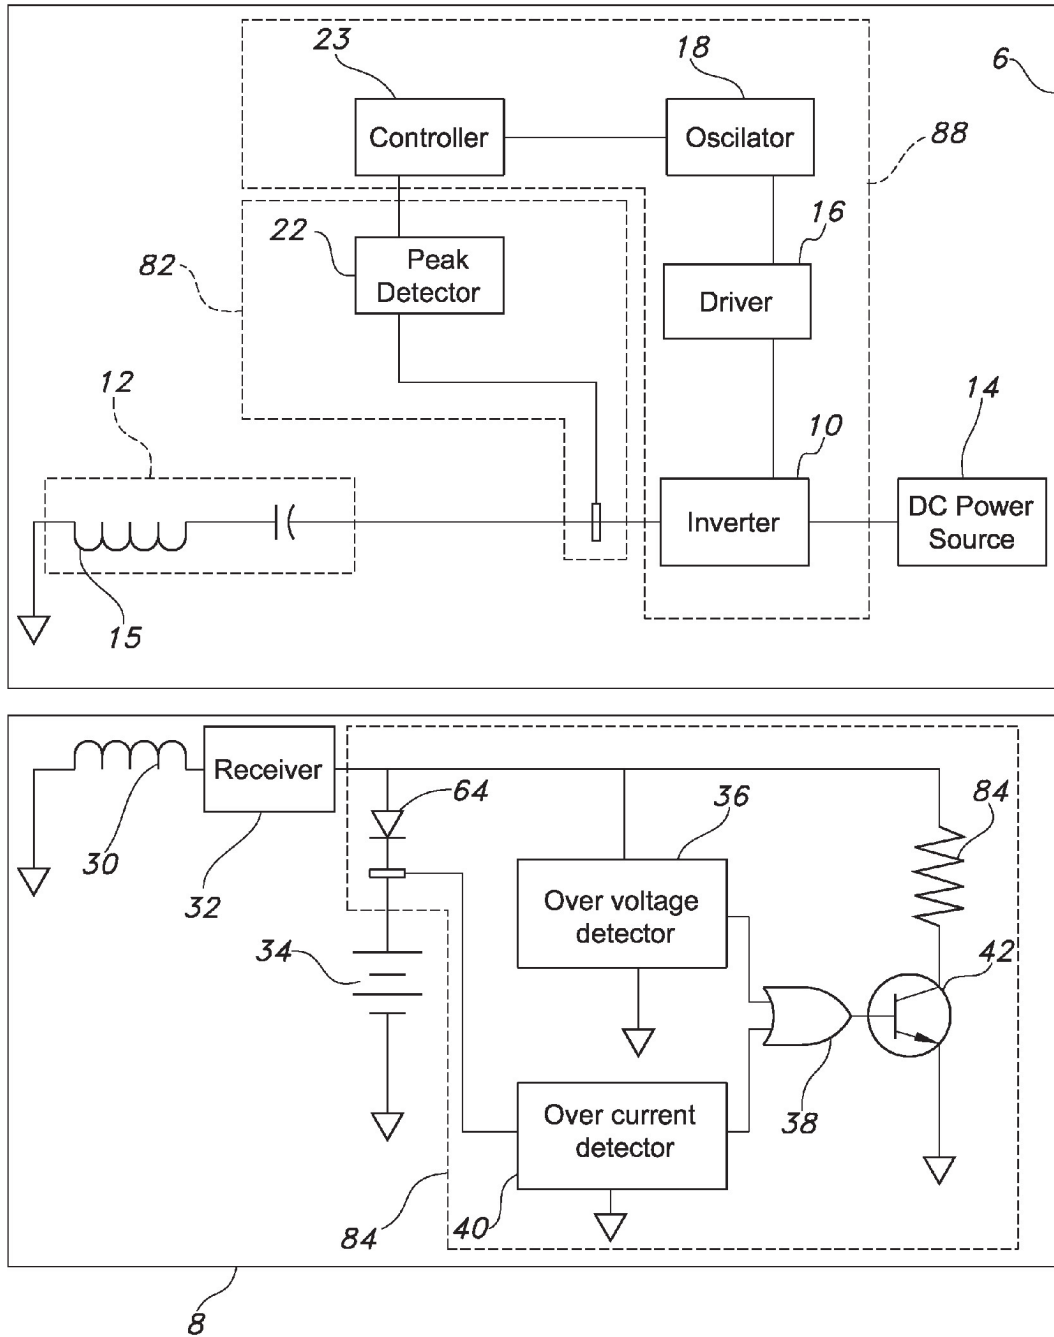 23
18
6
Controller
Oscilator
88
22
16
82
Peak
Detector
Driver
12
10
14
Inverter
DC Power
Source
15
Receiver
64
36
84
30
32
Over voltage
detector
34
42
38
Over current
detector
40
84
8